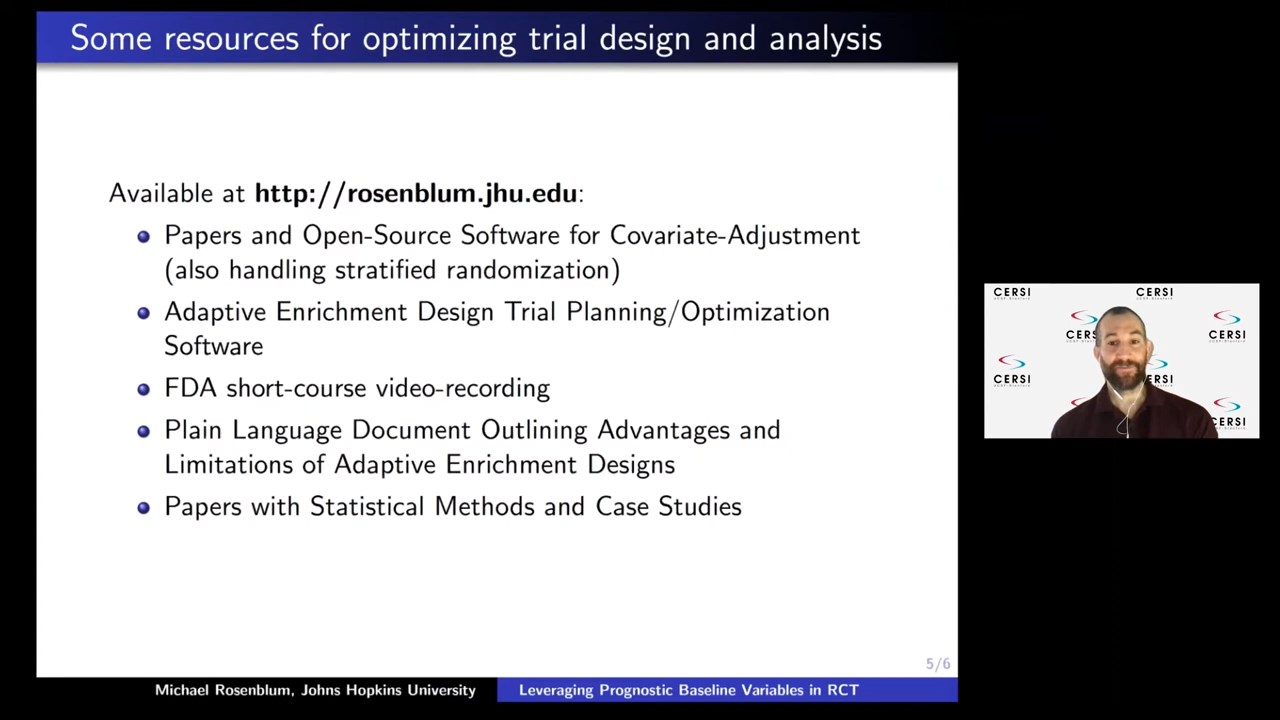 Some resources for optimizing trial design and analysis
Available at http://rosenblum.jhu.edu:
Papers and Open-Source Software for Covariate-Adjustment
(also handling stratified randomization)
Adaptive Enrichment Design Trial Planning/Optimization
Software
FDA short-course video-recording
Plain Language Document Outlining Advantages and
Limitations of Adaptive Enrichment Designs
Papers with Statistical Methods and Case Studies
5/6
Michael Rosenblum, Johns Hopkins University
Leveraging Prognostic Baseline Variables in RCT
CERSI
CERSI
CERSI
CERSI
CERSI
CERSI
CERSI